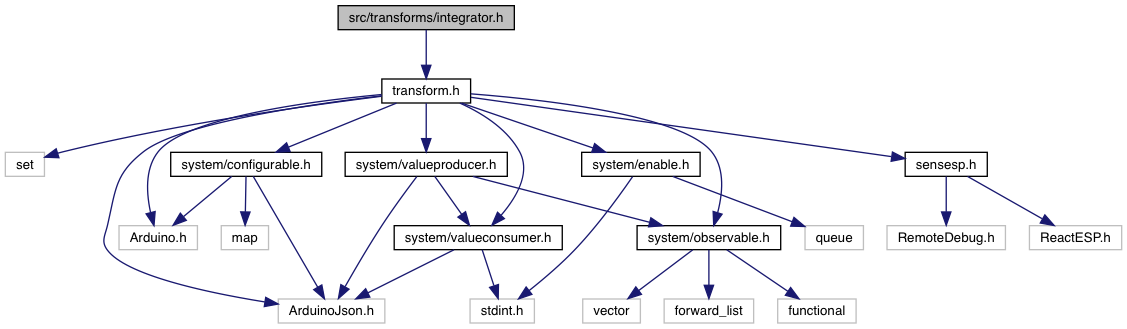 src/transforms/integrator.h
transform.h
set
system/configurable.h
system/valueproducer.h
system/enable.h
sensesp.h
Arduino.h
map
system/valueconsumer.h
system/observable.h
queue
RemoteDebug.h
ReactESP.h
ArduinoJson.h
stdint.h
vector
forward_list
functional